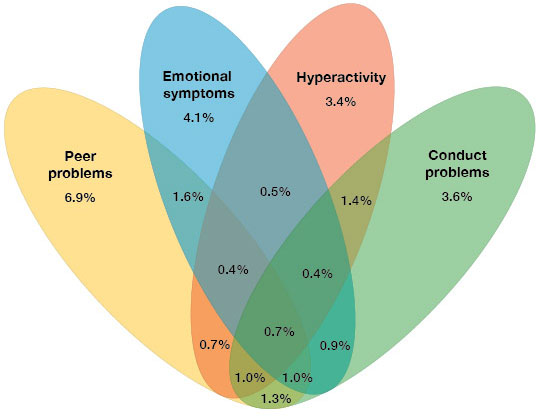 Emotional
symptoms
4.1%
Hyperactivity
3.4%
Peer
problems
6.9%
Conduct
problems
3.6%
1.6%
0.5%
1.4%
0.4%
0.4%
0.7%
0.7%
0.9%
1.0%
1.0%
1.3%